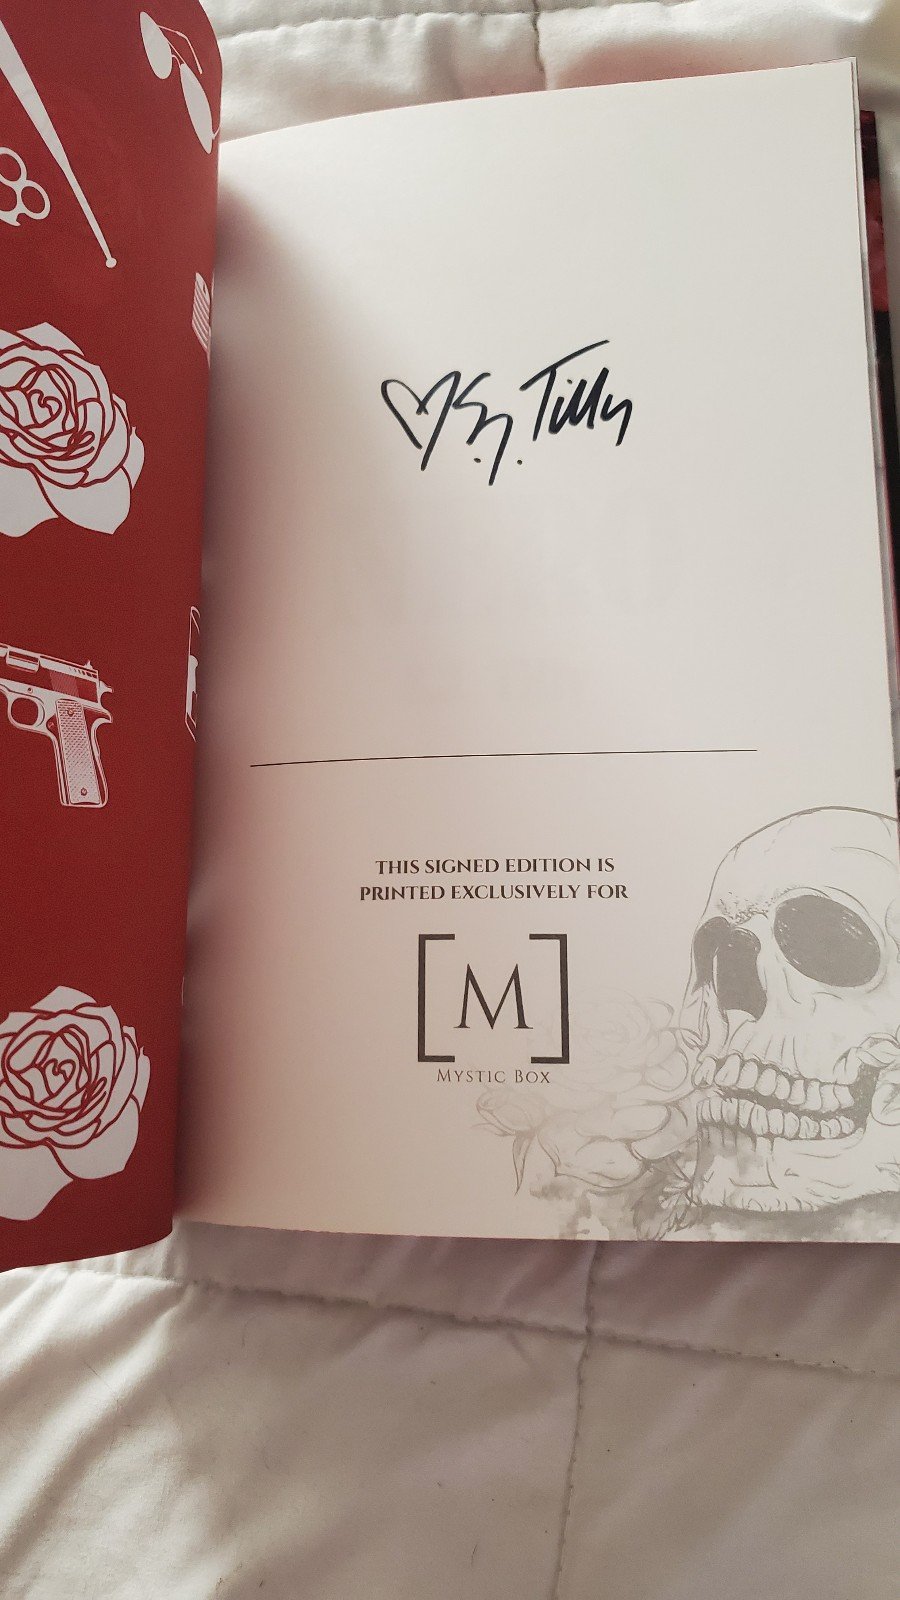 ♡ S. J. Tilly
THIS SIGNED EDITION IS
PRINTED EXCLUSIVELY FOR
[M]
MYSTIC BOX